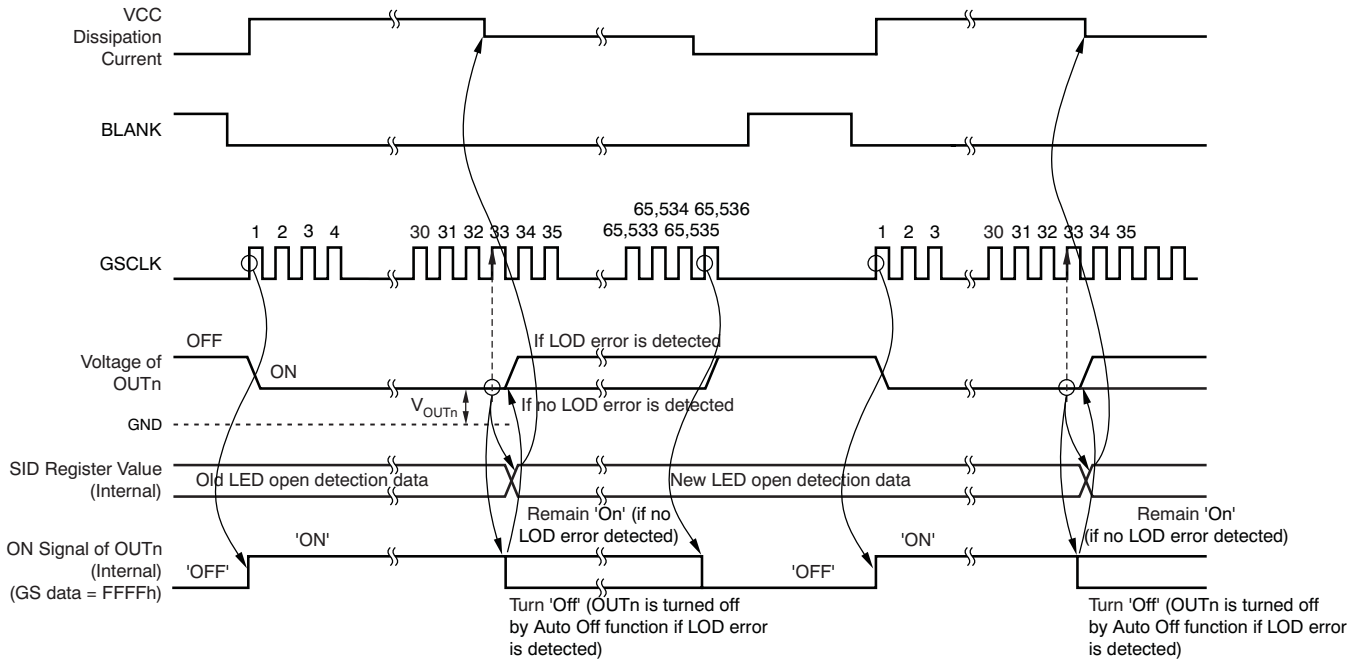 VCC
Dissipation
Current
BLANK
65,534 65,536
1 2 3 4 30 31 32 33 34 35 65,533 65,535 1 2 3 30 31 32 33 34 35
GSCLK
OFF
If LOD error is detected
Voltage of
OUTn
ON
VOUTn
If no LOD error is detected
GND
SID Register Value
(Internal)
Old LED open detection data
New LED open detection data
Remain 'On' (if no
LOD error detected)
Remain 'On'
(if no LOD error detected)
ON Signal of OUTn
(Internal)
(GS data = FFFFh)
'OFF'
'ON'
'OFF'
'ON'
Turn 'Off' (OUTn is turned off
by Auto Off function if LOD error
is detected)
Turn 'Off' (OUTn is turned off
by Auto Off function if LOD error
is detected)